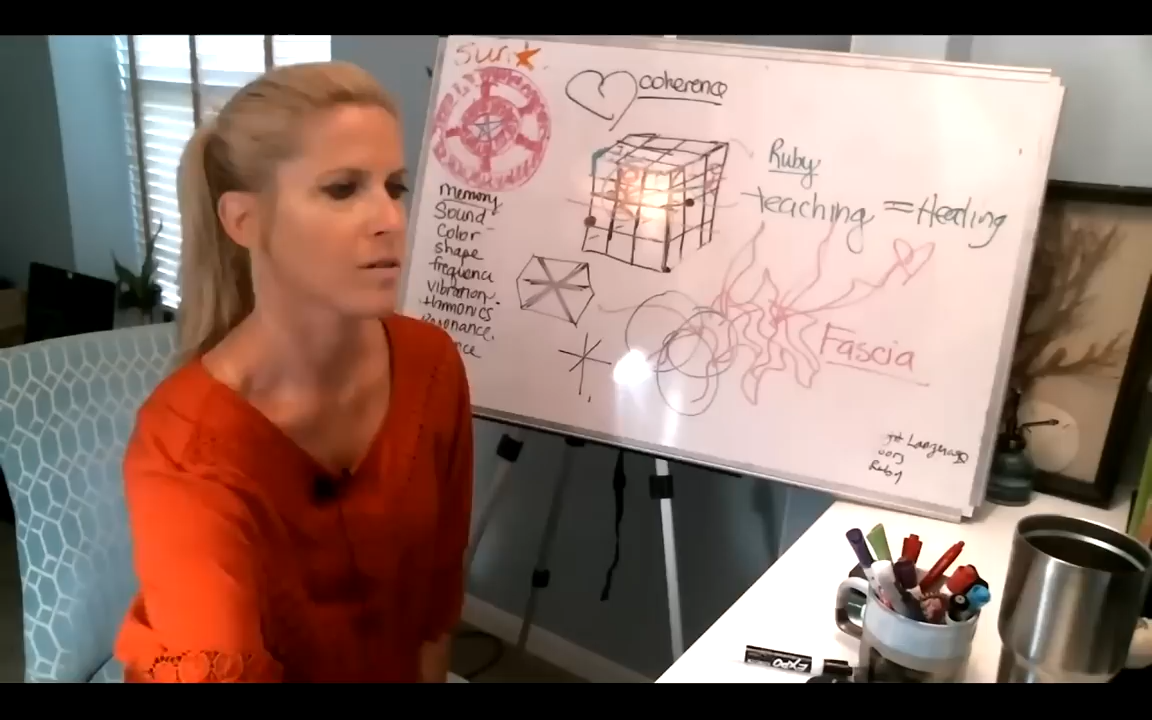 Sun
coherence
Ruby
teaching = Healing
memory
Sound
Color
shape
frequenc
vibration
Harmonics
Resonance
Fascia
Ruby
EXPO